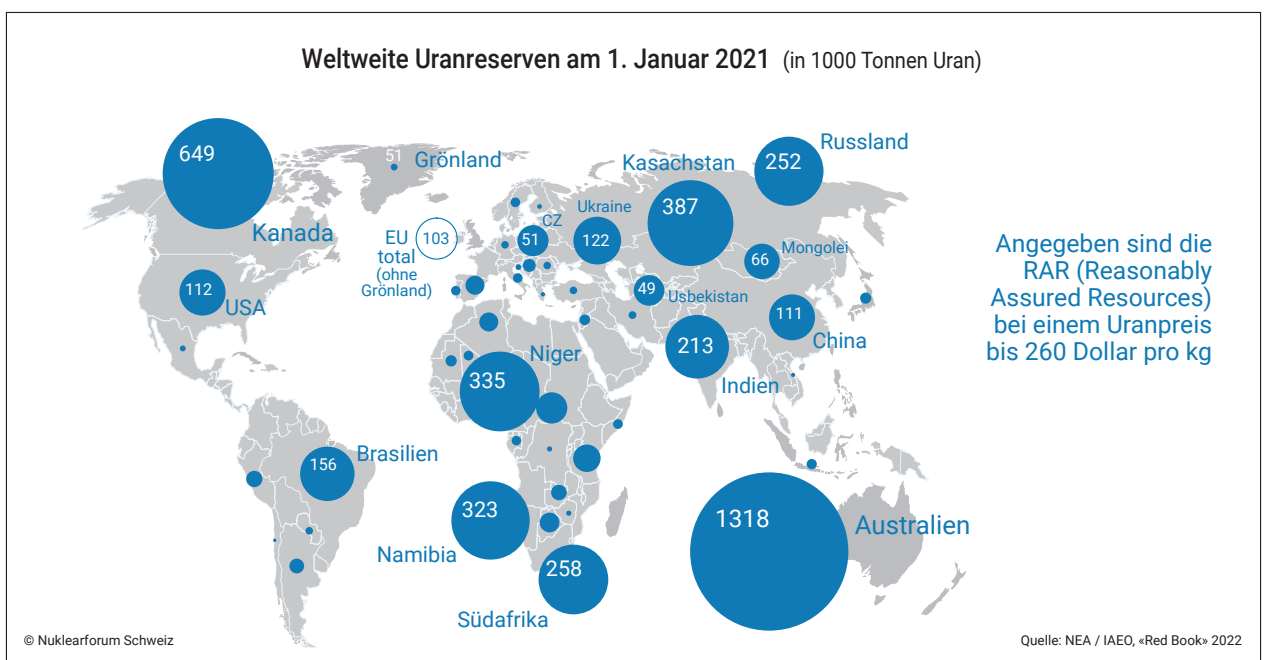 Weltweite Uranreserven am 1. Januar 2021 (in 1000 Tonnen Uran)
649
Kanada
51
Grönland
Kasachstan
387
252
Russland
EU
total
(ohne
Grönland)
103
CZ
51
Ukraine
122
66
Mongolei
112
USA
49
Usbekistan
111
China
213
Indien
Niger
335
Brasilien
156
323
Namibia
258
Südafrika
1318
Australien
Angegeben sind die
RAR (Reasonably
Assured Resources)
bei einem Uranpreis
bis 260 Dollar pro kg
© Nuklearforum Schweiz
Quelle: NEA / IAEO, «Red Book» 2022